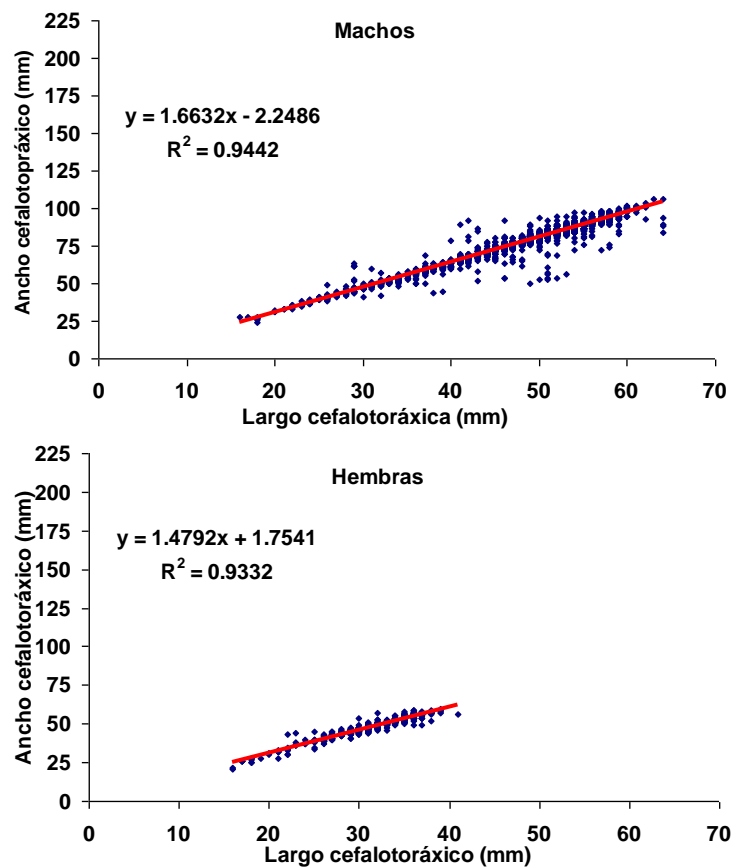 Machos
225
200
175
150
125
100
75
50
25
0
Ancho cefalotopráxico (mm)
y = 1.6632x - 2.2486
R² = 0.9442
0 10 20 30 40 50 60 70
Largo cefalotoráxica (mm)
Hembras
225
200
175
150
125
100
75
50
25
0
Ancho cefalotoráxico (mm)
y = 1.4792x + 1.7541
R² = 0.9332
0 10 20 30 40 50 60 70
Largo cefalotoráxico (mm)